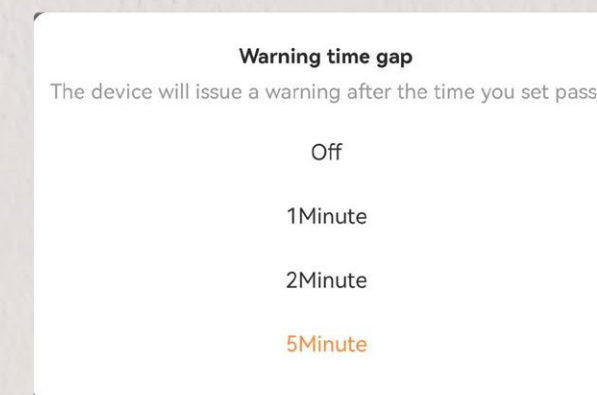 Warning time gap
The device will issue a warning after the time you set pass
Off
1Minute
2Minute
5Minute